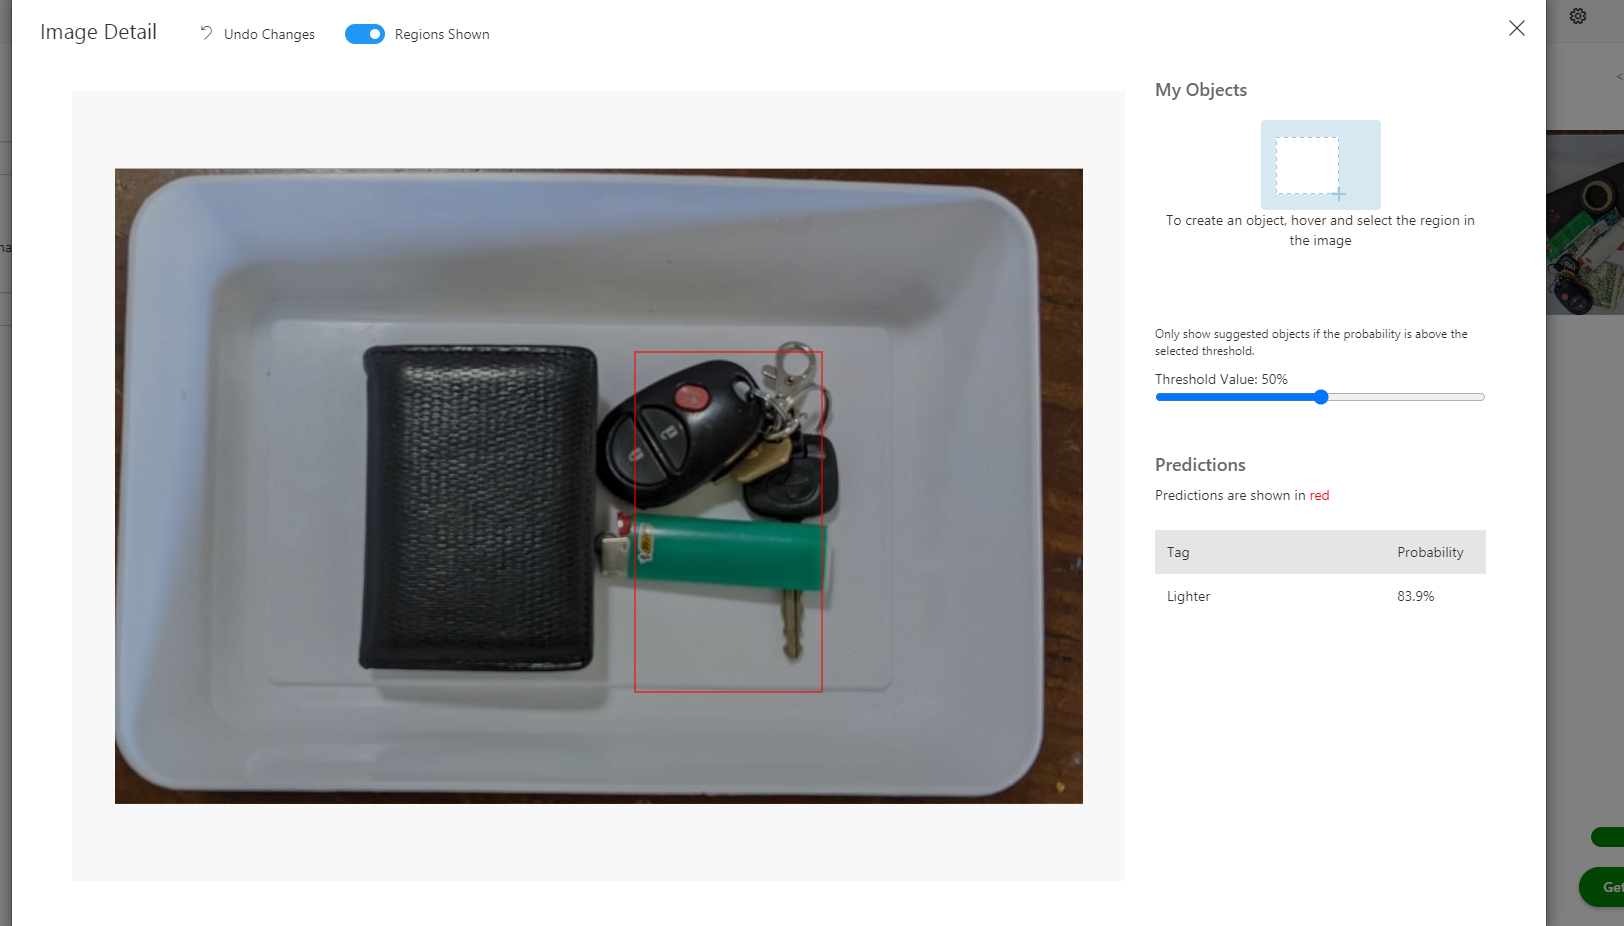 Image Detail
Undo Changes
Regions Shown
My Objects
To create an object, hover and select the region in
the image
Only show suggested objects if the probability is above the
selected threshold.
Threshold Value: 50%
Predictions
Predictions are shown in red
Tag Probability
Lighter 83.9%